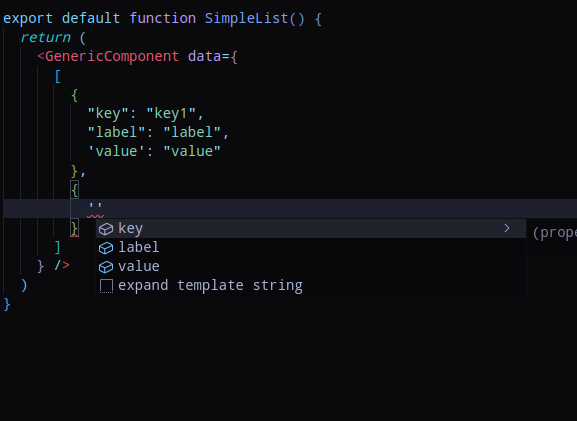 export default function SimpleList() {
return (
<GenericComponent data={
[
{
"key": "key1",
"label": "label",
'value': "value"
},
{
''
key
(prope
}
label
]
value
} />
expand template string
)
}